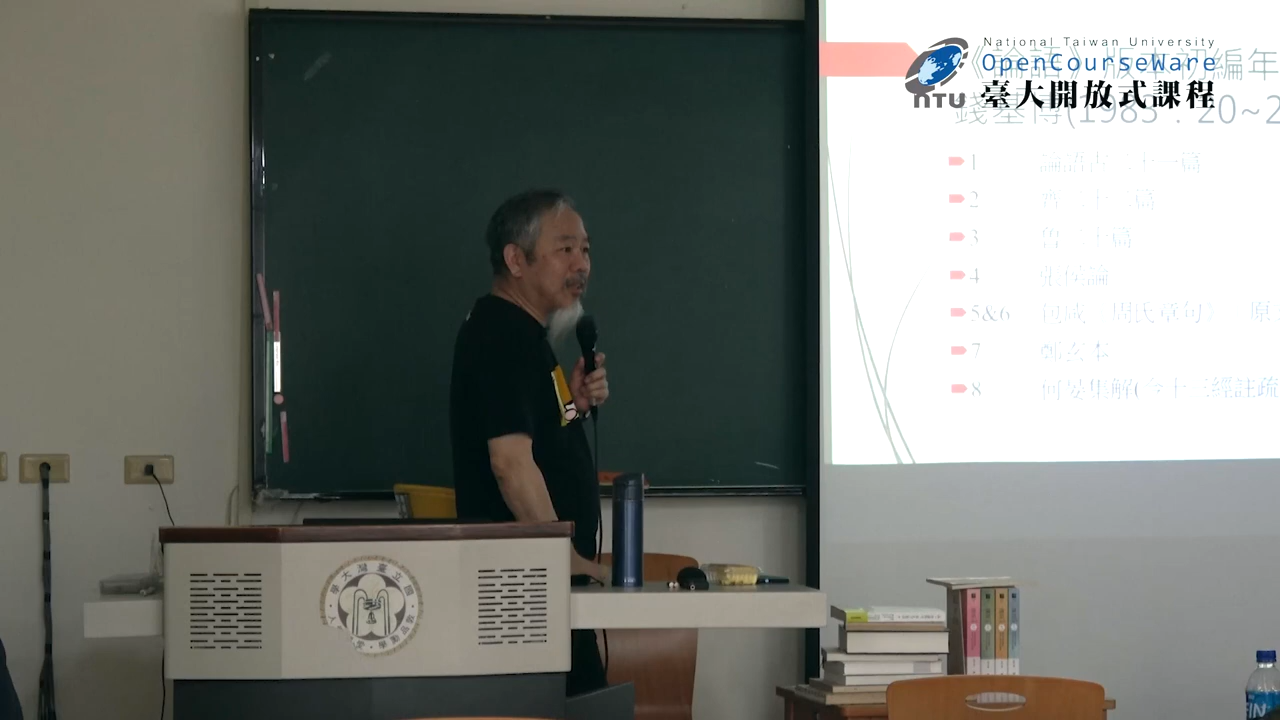 National Taiwan University
OpenCourseWare
NTU 臺大開放式課程
《論語》版本初編年
錢基博(1985：20~2
1 論語古二十一篇
2 齊二十二篇
3 魯二十篇
4 張侯論
5&6 包咸《周氏章句》
7 鄭玄本
8 何晏集解(今十三經註疏